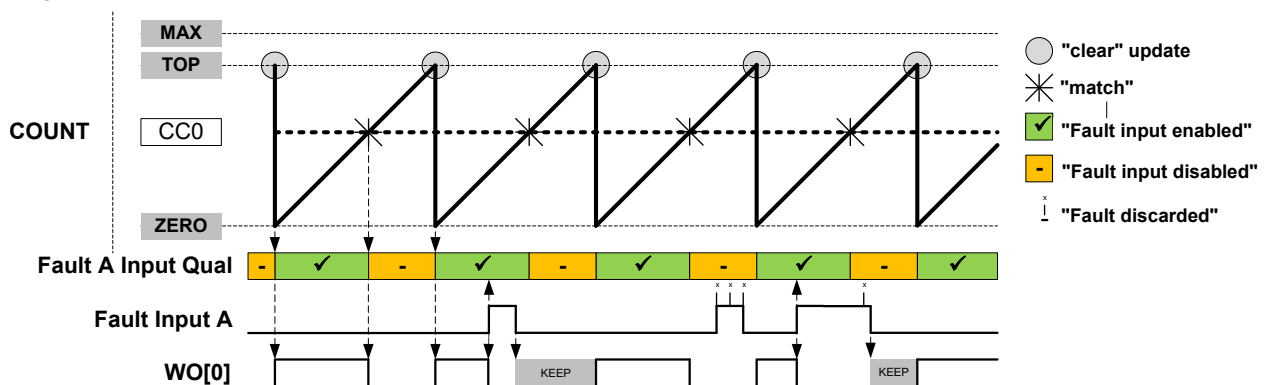 MAX
TOP
"clear" update
"match"
COUNT
CC0
"Fault input enabled"
"Fault input disabled"
x
"Fault discarded"
ZERO
Fault A Input Qual
- ✓ - ✓ - ✓ - ✓ - ✓
x x x x
Fault Input A
WO[0]
KEEP
KEEP